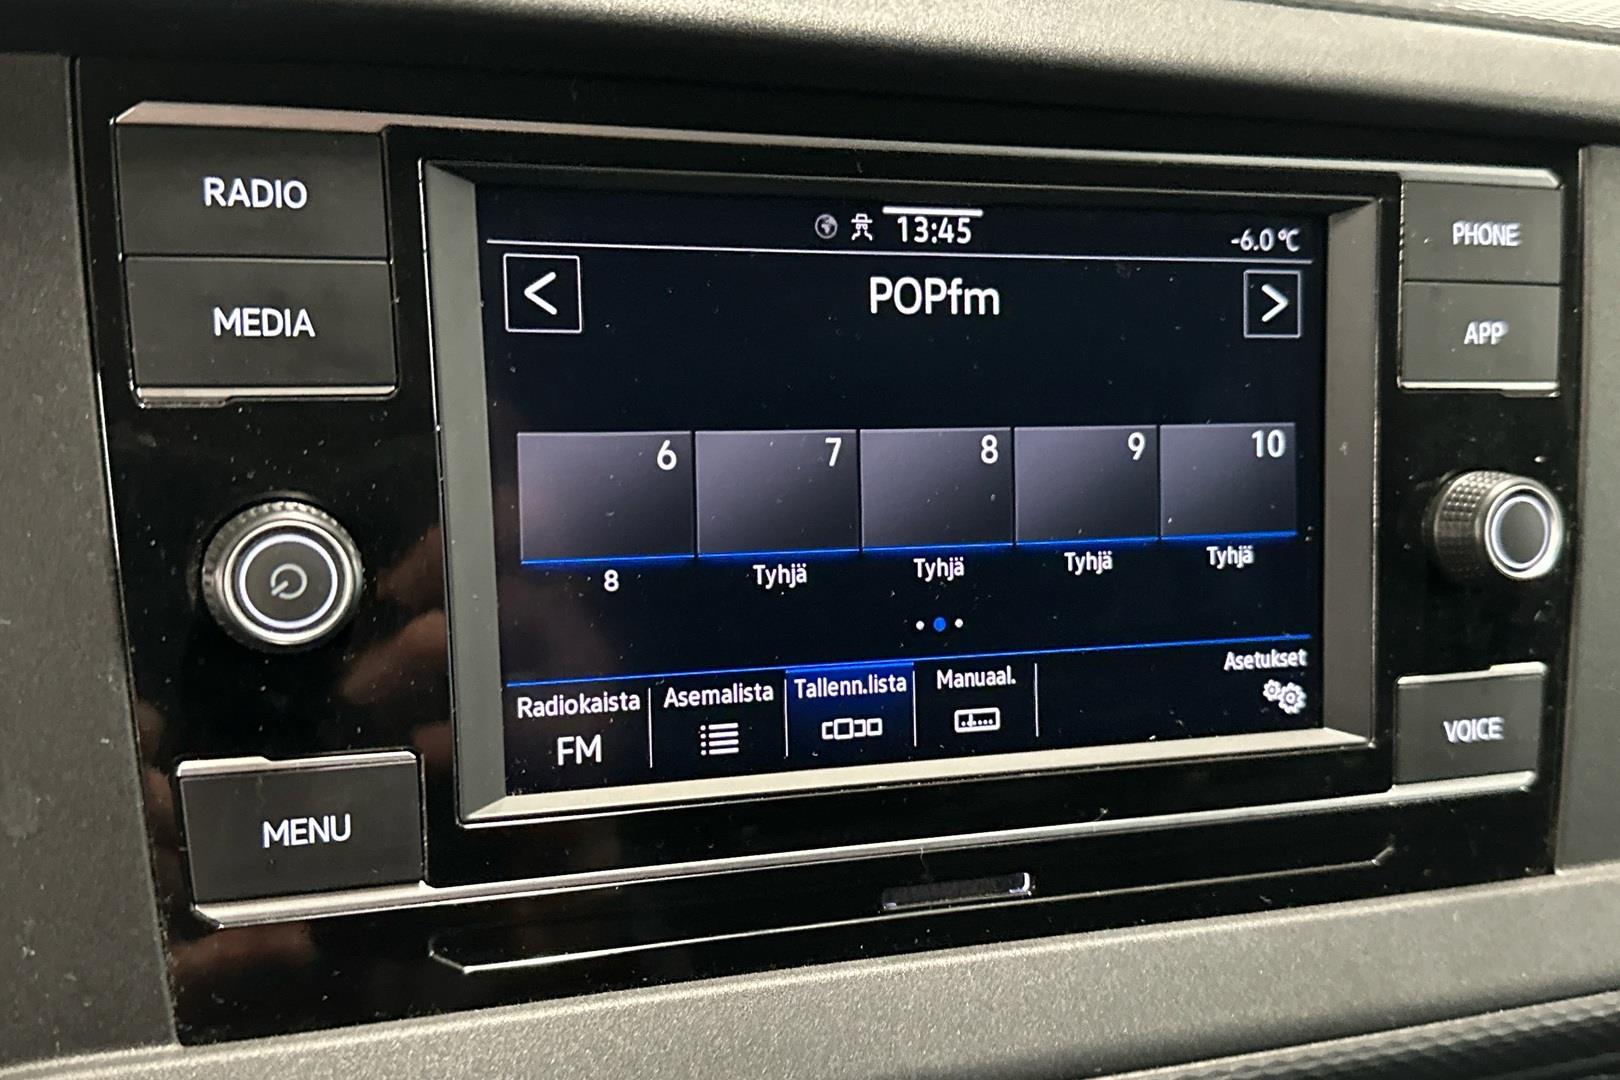 RADIO
MEDIA
MENU
13:45
-6.0 °C
<
POPfm
>
6
7
8
9
10
8
Tyhjä
Tyhjä
Tyhjä
Tyhjä
Radiokaista
FM
Asemalista
Tallenn.lista
Manuaal.
Asetukset
PHONE
APP
VOICE